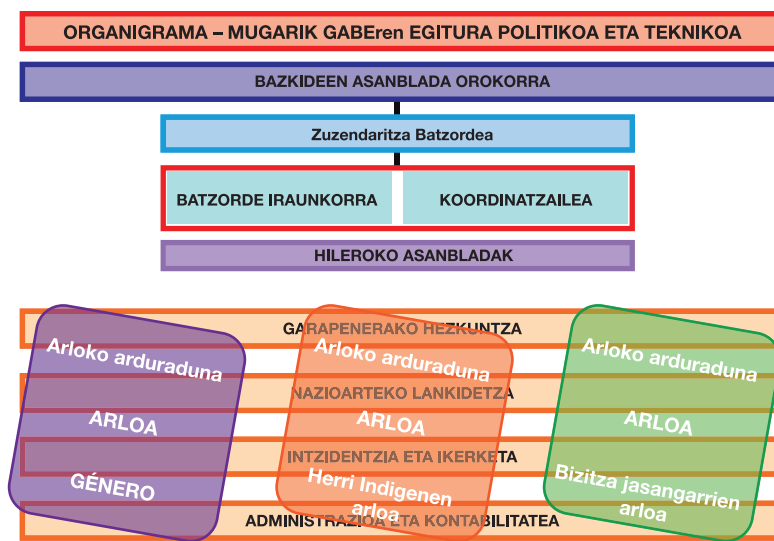 ORGANIGRAMA – MUGARIK GABEren EGITURA POLITIKOA ETA TEKNIKOA
BAZKIDEEN ASANBLADA OROKORRA
Zuzendaritza Batzordea
BATZORDE IRAUNKORRA
KOORDINATZAILEA
HILEROKO ASANBLADAK
GARAPENERAKO HEZKUNTZA
Arloko arduraduna
Arloko arduraduna
Arloko arduraduna
NAZIOARTEKO LANKIDETZA
ARLOA
ARLOA
ARLOA
INTZIDENTZIA ETA IKERKETA
GÉNERO
Herri Indigenen
arloa
Bizitza jasangarrien
arloa
ADMINISTRAZIOA ETA KONTABILITATEA